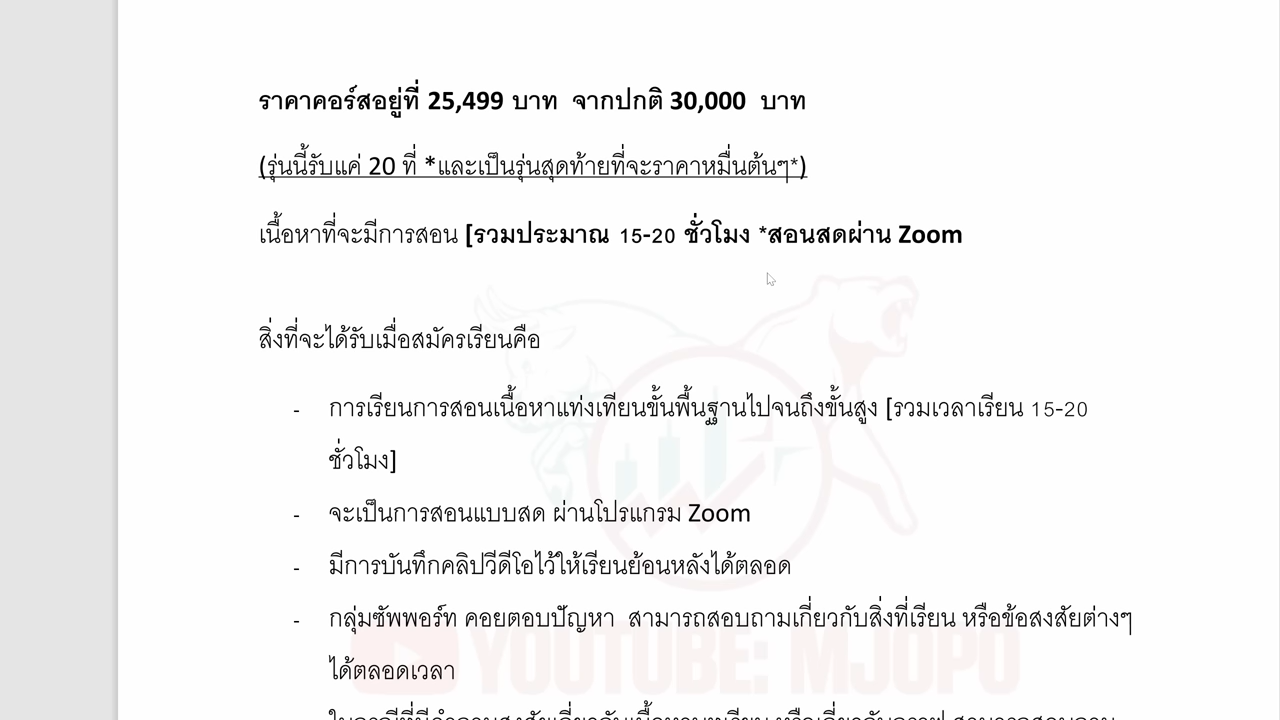 ราคาคอร์สอยู่ที่ 25,499 บาท จากปกติ 30,000 บาท
(รุ่นนี้รับแค่ 20 ที่ *และเป็นรุ่นสุดท้ายที่จะราคาหมื่นต้นๆ*)
เนื้อหาที่จะมีการสอน [รวมประมาณ 15-20 ชั่วโมง *สอนสดผ่าน Zoom
สิ่งที่จะได้รับเมื่อสมัครเรียนคือ
- การเรียนการสอนเนื้อหาแท่งเทียนขั้นพื้นฐานไปจนถึงขั้นสูง [รวมเวลาเรียน 15-20
ชั่วโมง]
- จะเป็นการสอนแบบสด ผ่านโปรแกรม Zoom
- มีการบันทึกคลิปวีดีโอไว้ให้เรียนย้อนหลังได้ตลอด
- กลุ่มซัพพอร์ท คอยตอบปัญหา สามารถสอบถามเกี่ยวกับสิ่งที่เรียน หรือข้อสงสัยต่างๆ
ได้ตลอดเวลา
YOUTUBE: MJOPO